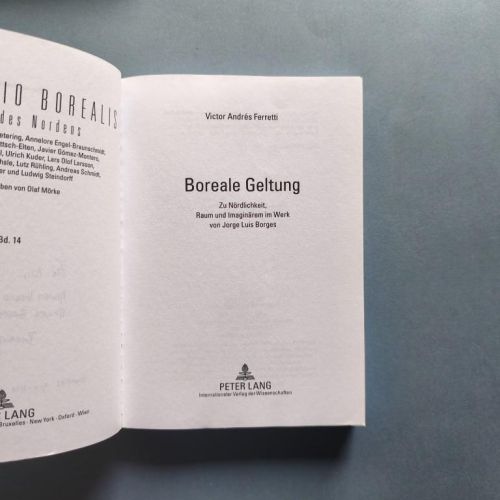 IO BOREALIS
des Nordens
etering, Annelore Engel-Braunschmidt,
ttsch-Elten, Javier Gómez-Montero,
l, Ulrich Kuder, Lars Olof Larsson,
hsle, Lutz Rühling, Andreas Schmidt,
er und Ludwig Steindorff
ben von Olaf Mörke
Bd. 14
LANG
Bruxelles · New York · Oxford · Wien
Victor Andrés Ferretti
Boreale Geltung
Zu Nördlichkeit,
Raum und Imaginärem im Werk
von Jorge Luis Borges
PETER LANG
Internationaler Verlag der Wissenschaften